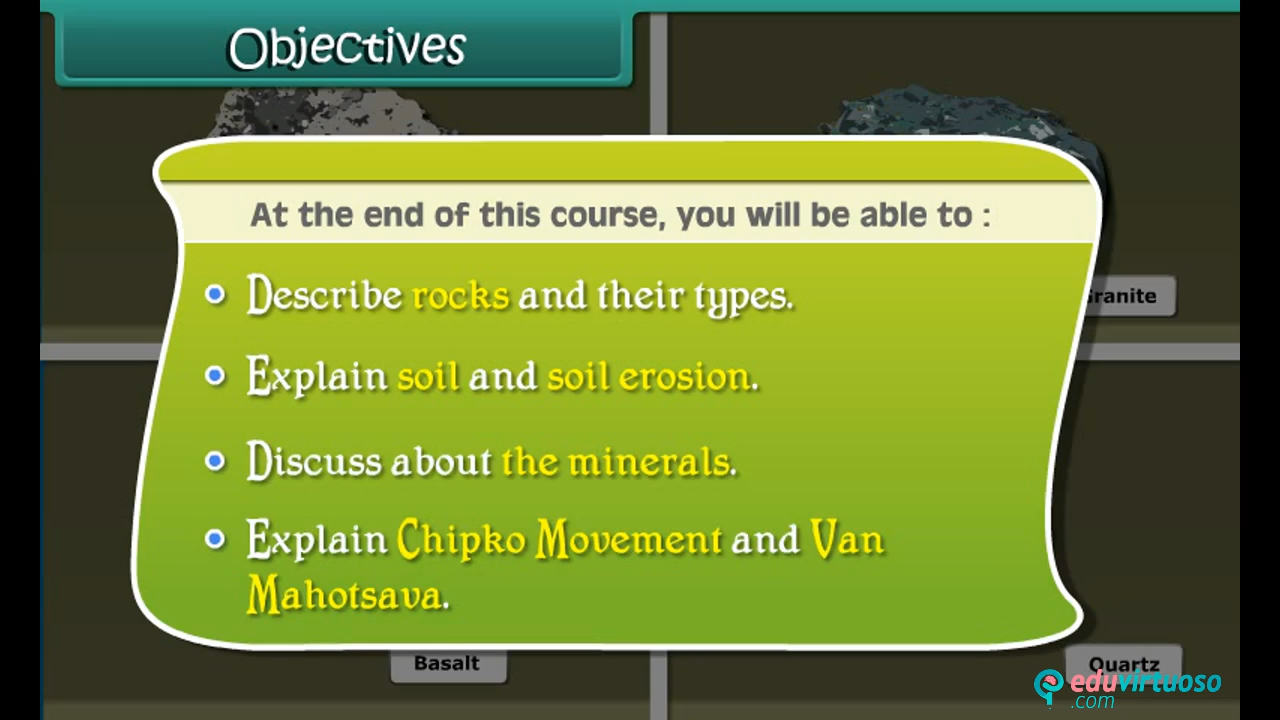 Objectives
At the end of this course, you will be able to :
Describe rocks and their types.
Explain soil and soil erosion.
Discuss about the minerals.
Explain Chipko Movement and Van
Mahotsava.
Granite
Basalt
Quartz
eduvirtuoso
.com